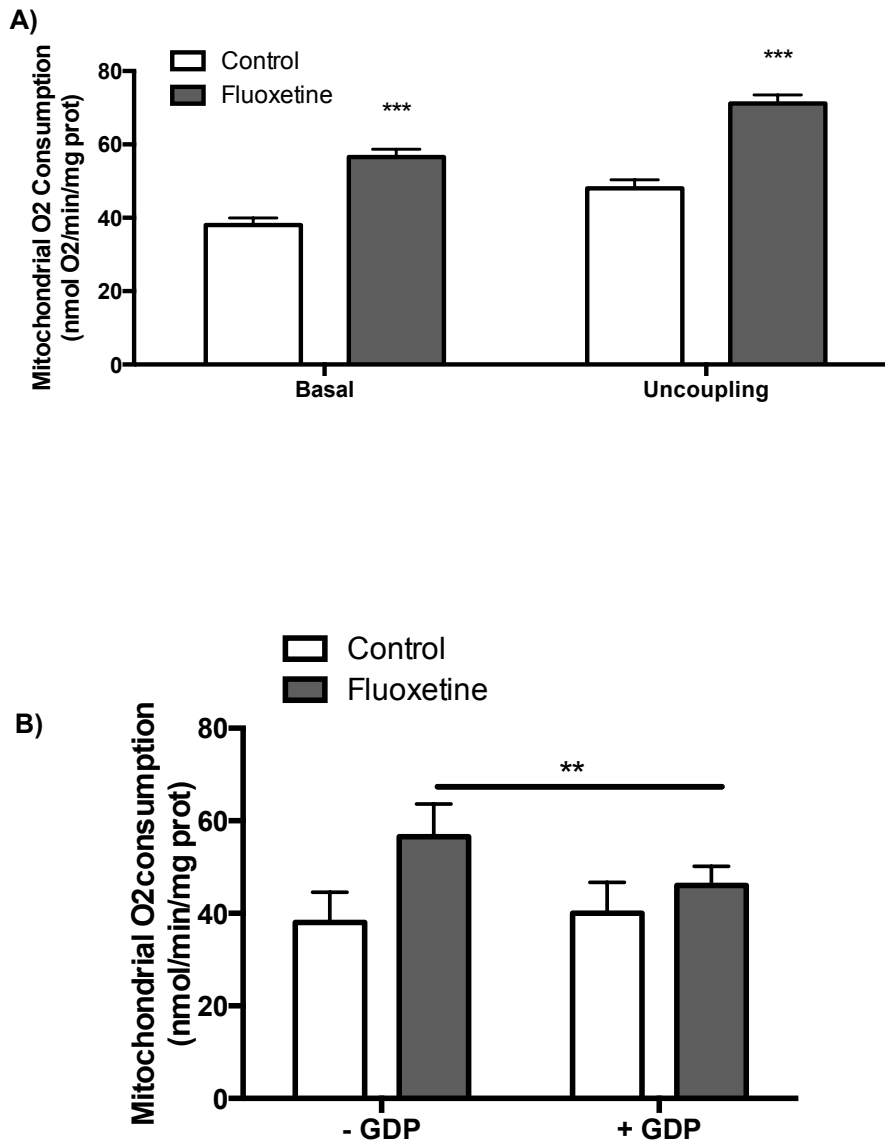 A)
Control
Fluoxetine
Mitochondrial O2 Consumption
(nmol O2/min/mg prot)
80
60
40
20
0
***
***
Basal
Uncoupling
Control
Fluoxetine
B)
Mitochondrial O2consumption
(nmol/min/mg prot)
80
60
40
20
0
**
- GDP
+ GDP